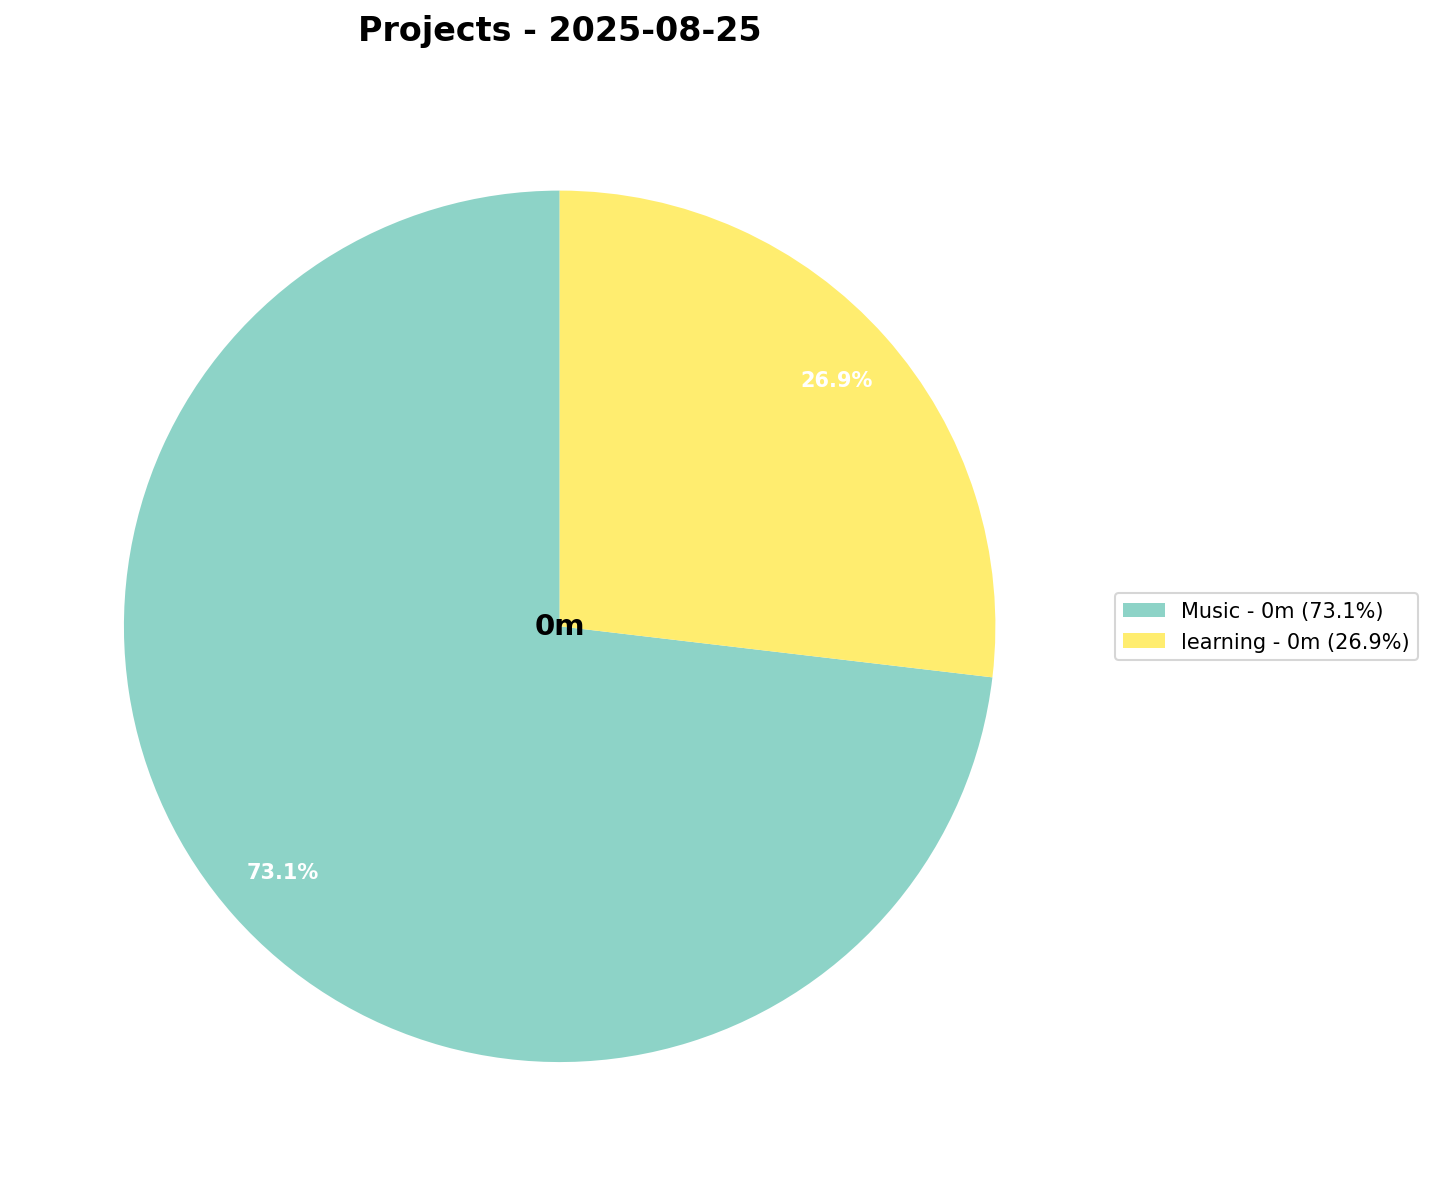 Projects - 2025-08-25
26.9%
0m
Music - 0m (73.1%)
learning - 0m (26.9%)
73.1%